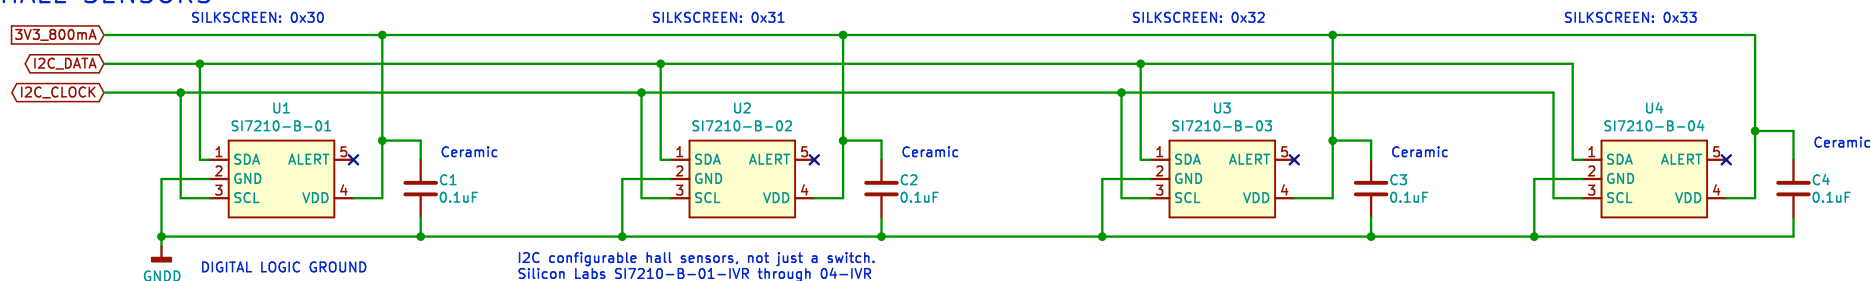 HALL SENSORS
SILKSCREEN: 0x30
SILKSCREEN: 0x31
SILKSCREEN: 0x32
SILKSCREEN: 0x33
3V3_800mA
I2C_DATA
I2C_CLOCK
U1
SI7210-B-01
1 SDA ALERT 5
2 GND
3 SCL VDD 4
Ceramic
C1
0.1uF
U2
SI7210-B-02
1 SDA ALERT 5
2 GND
3 SCL VDD 4
Ceramic
C2
0.1uF
U3
SI7210-B-03
1 SDA ALERT 5
2 GND
3 SCL VDD 4
Ceramic
C3
0.1uF
U4
SI7210-B-04
1 SDA ALERT 5
2 GND
3 SCL VDD 4
Ceramic
C4
0.1uF
GNDD
DIGITAL LOGIC GROUND
I2C configurable hall sensors, not just a switch.
Silicon Labs SI7210-B-01-IVR through 04-IVR